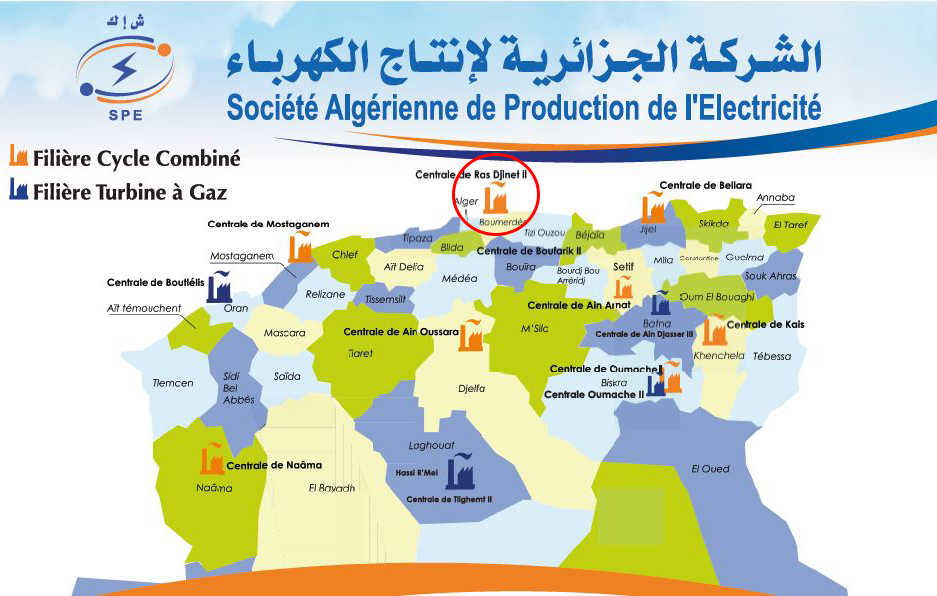 ش إ ك
SPE
الشركة الجزائرية لإنتاج الكهرباء
Société Algérienne de Production de l'Electricité
Filière Cycle Combiné
Filière Turbine à Gaz
Centrale de Ras Djinet II
Centrale de Bellara
Alger
Annaba
Boumerdès
Centrale de Mostaganem
Tizi Ouzou
Béjaïa
Jijel
Skikda
El Taref
Tipaza
Blida
Centrale de Boufarik II
Mostaganem
Chlef
Aït Defla
Médéa
Bouira
Bourdj Bou
Arréridj
Setif
Mila
Constantine
Guelma
Souk Ahras
Centrale de Boutlélis
Oran
Relizane
Tissemsilt
Centrale de Ain Arnat
Oum El Bouaghi
Aït témouchent
Mascara
Centrale de Ain Oussara
M'Sila
Batna
Centrale de Ain Djasser III
Centrale de Kais
Tiaret
Khenchela
Tébessa
Tlemcen
Sidi
Bel
Abbés
Saïda
Djelfa
Centrale de Oumache
Biskra
Centrale Oumache II
Laghouat
Centrale de Naâma
Hassi R'Mel
El Oued
Naâma
El Bayadh
Centrale de Tilghemt II